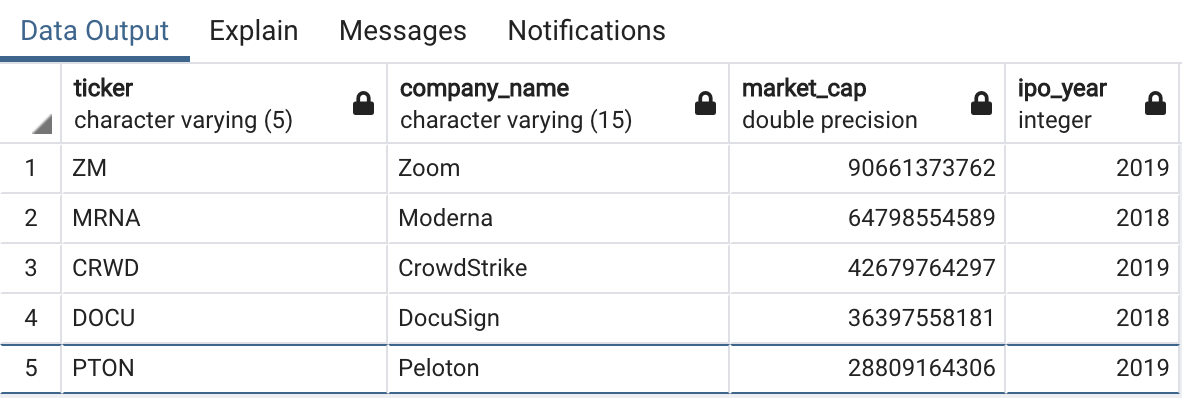 Data Output Explain Messages Notifications
ticker company_name market_cap ipo_year
character varying (5) character varying (15) double precision integer
1 ZM Zoom 90661373762 2019
2 MRNA Moderna 64798554589 2018
3 CRWD CrowdStrike 42679764297 2019
4 DOCU DocuSign 36397558181 2018
5 PTON Peloton 28809164306 2019